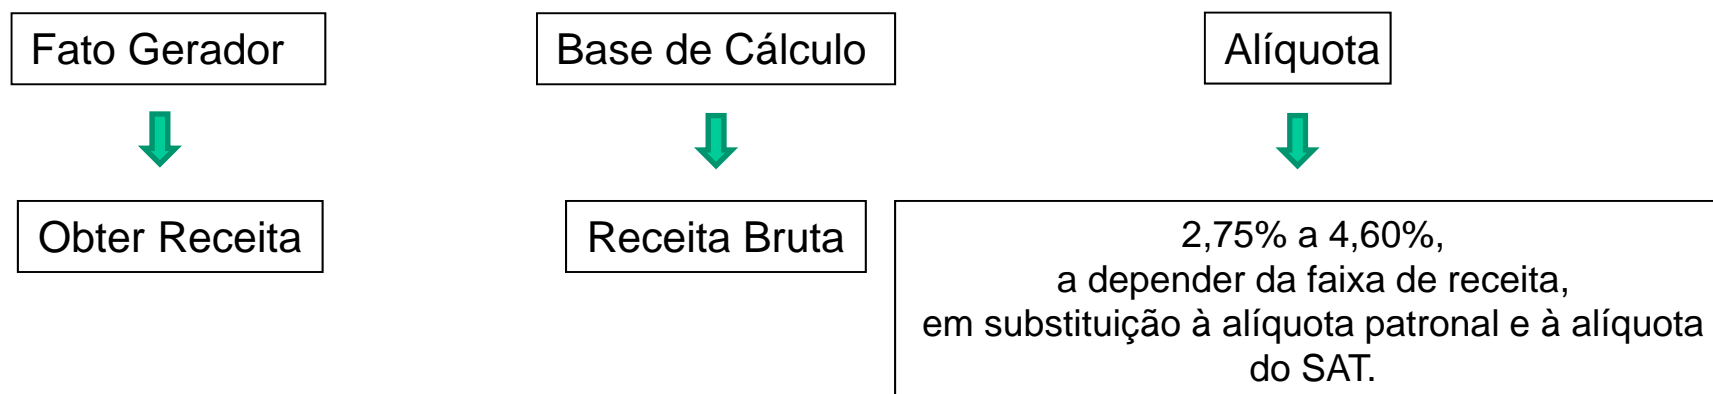 Fato Gerador
Base de Cálculo
Alíquota
Obter Receita
Receita Bruta
2,75% a 4,60%,
a depender da faixa de receita,
em substituição à alíquota patronal e à alíquota
do SAT.